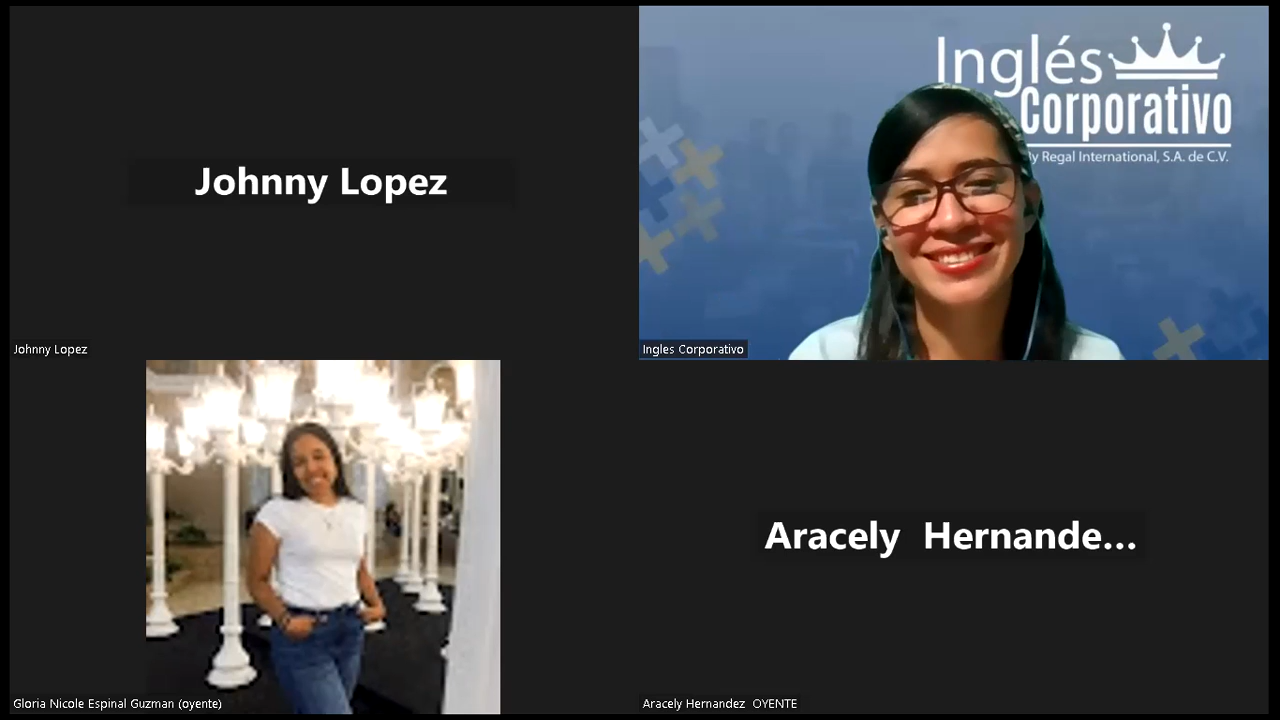 Johnny Lopez
Johnny Lopez
Inglés
Corporativo
ly Regal International, S.A. de C.V.
Ingles Corporativo
Gloria Nicole Espinal Guzman (oyente)
Aracely Hernande...
Aracely Hernandez OYENTE